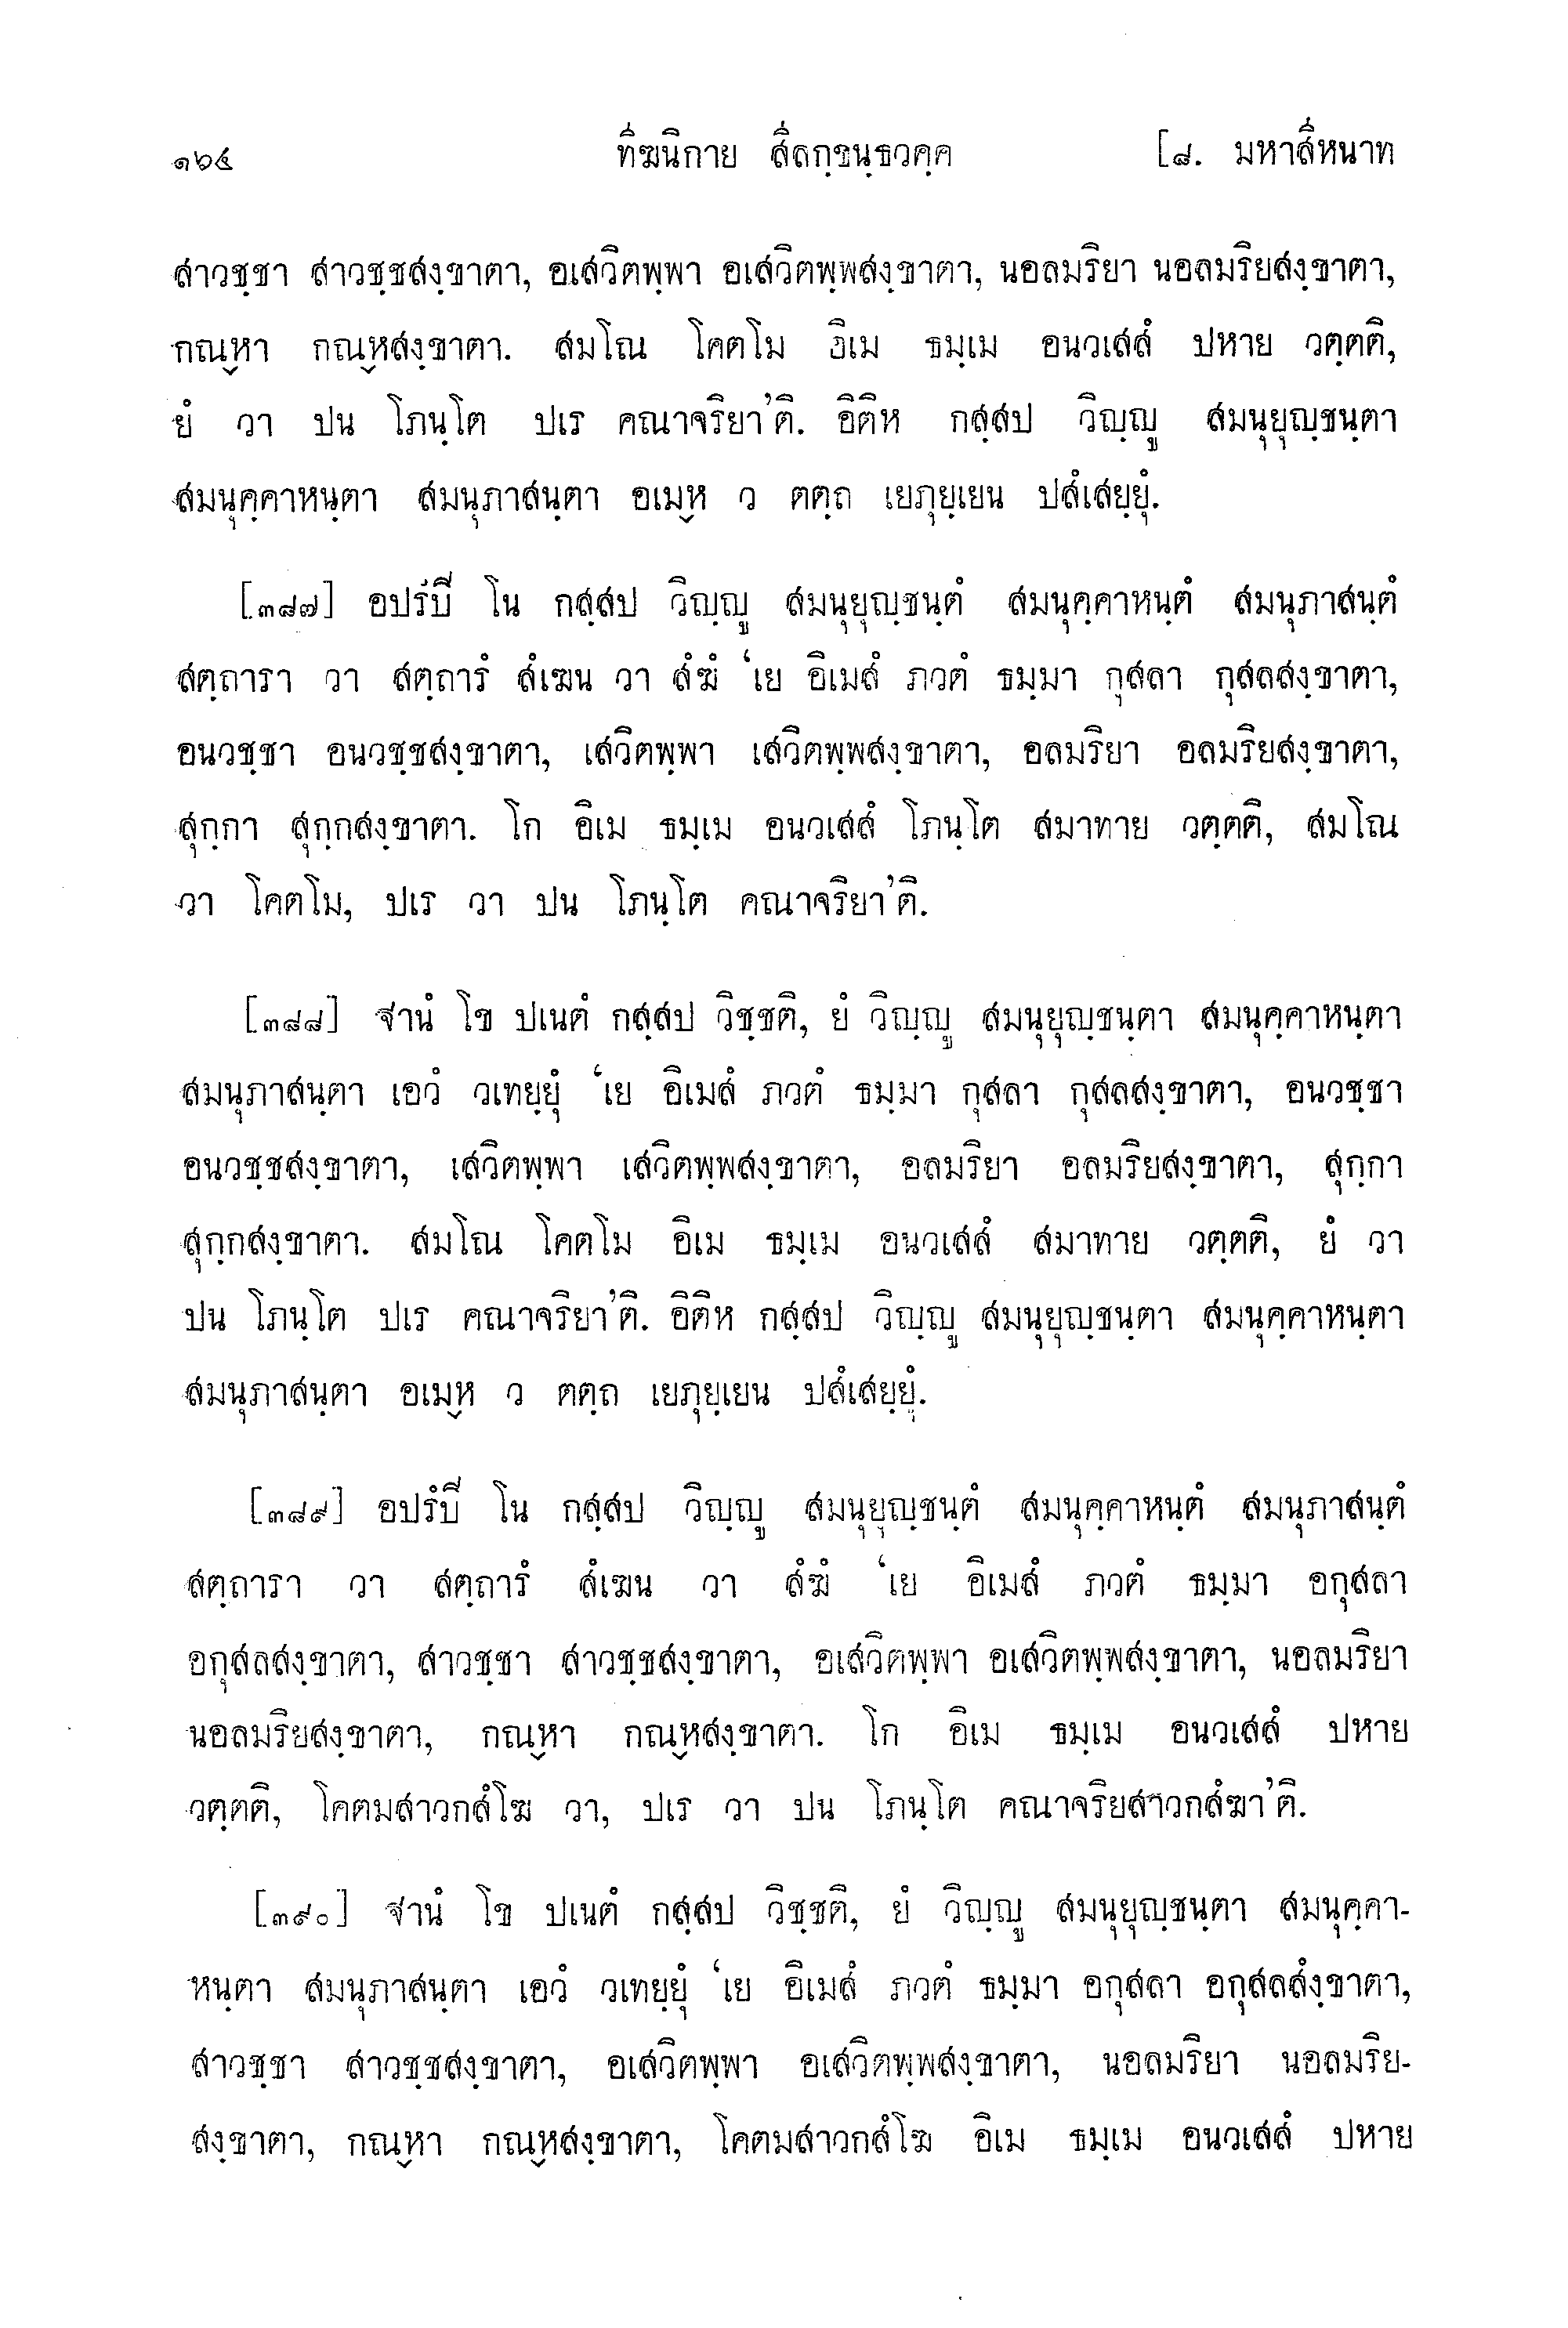 ๑๖๔ ทีฆนิกาย สีลกฺขนฺธวคฺค [๘. มหาสีหนาท
สาวชฺชา สาวชฺชสงฺขาตา, อเสวิตพฺพา อเสวิตพฺพสงฺขาตา, นอลมริยา นอลมริยสงฺขาตา,
กณฺหา กณฺหสงฺขาตา. สมโณ โคตโม อิเม ธมฺเม อนวเสสํ ปหาย วตฺตติ,
ยํ วา ปน โภนฺโต ปเร คณาจริยา’ติ. อิติห กสฺสป วิญฺญู สมนุยุญฺชนฺตา
สมนุคฺคาหนฺตา สมนุภาสนฺตา อเมฺห ว ตตฺถ เยภุยฺเยน ปสํเสยฺยุํ.
[๓๘๗] อปรํปิ โน กสฺสป วิญฺญู สมนุยุญฺชนฺตํ สมนุคฺคาหนฺตํ สมนุภาสนฺตํ
สตฺถารา วา สตฺถารํ สํเฆน วา สํฆํ ‘เย อิเมสํ ภวตํ ธมฺมา กุสลา กุสลสงฺขาตา,
อนวชฺชา อนวชฺชสงฺขาตา, เสวิตพฺพา เสวิตพฺพสงฺขาตา, อลมริยา อลมริยสงฺขาตา,
สุกฺกา สุกฺกสงฺขาตา. โก อิเม ธมฺเม อนวเสสํ โภนฺโต สมาทาย วตฺตติ, สมโณ
วา โคตโม, ปเร วา ปน โภนฺโต คณาจริยา’ติ.
[๓๘๘] ฐานํ โข ปเนตํ กสฺสป วิชฺชติ, ยํ วิญฺญู สมนุยุญฺชนฺตา สมนุคฺคาหนฺตา
สมนุภาสนฺตา เอวํ วเทยฺยุํ ‘เย อิเมสํ ภวตํ ธมฺมา กุสลา กุสลสงฺขาตา, อนวชฺชา
อนวชฺชสงฺขาตา, เสวิตพฺพา เสวิตพฺพสงฺขาตา, อลมริยา อลมริยสงฺขาตา, สุกฺกา
สุกฺกสงฺขาตา. สมโณ โคตโม อิเม ธมฺเม อนวเสสํ สมาทาย วตฺตติ, ยํ วา
ปน โภนฺโต ปเร คณาจริยา’ติ. อิติห กสฺสป วิญฺญู สมนุยุญฺชนฺตา สมนุคฺคาหนฺตา
สมนุภาสนฺตา อเมฺห ว ตตฺถ เยภุยฺเยน ปสํเสยฺยุํ.
[๓๘๙] อปรํปิ โน กสฺสป วิญฺญู สมนุยุญฺชนฺตํ สมนุคฺคาหนฺตํ สมนุภาสนฺตํ
สตฺถารา วา สตฺถารํ สํเฆน วา สํฆํ ‘เย อิเมสํ ภวตํ ธมฺมา อกุสลา
อกุสลสงฺขาตา, สาวชฺชา สาวชฺชสงฺขาตา, อเสวิตพฺพา อเสวิตพฺพสงฺขาตา, นอลมริยา
นอลมริยสงฺขาตา, กณฺหา กณฺหสงฺขาตา. โก อิเม ธมฺเม อนวเสสํ ปหาย
วตฺตติ, โคตมสาวกสํโฆ วา, ปเร วา ปน โภนฺโต คณาจริยสาวกสํฆา’ติ.
[๓๙๐] ฐานํ โข ปเนตํ กสฺสป วิชฺชติ, ยํ วิญฺญู สมนุยุญฺชนฺตา สมนุคฺคา-
หนฺตา สมนุภาสนฺตา เอวํ วเทยฺยุํ ‘เย อิเมสํ ภวตํ ธมฺมา อกุสลา อกุสลสํงฺขาตา,
สาวชฺชา สาวชฺชสงฺขาตา, อเสวิตพฺพา อเสวิตพฺพสงฺขาตา, นอลมริยา นอลมริย-
สงฺขาตา, กณฺหา กณฺหสงฺขาตา, โคตมสาวกสํโฆ อิเม ธมฺเม อนวเสสํ ปหาย